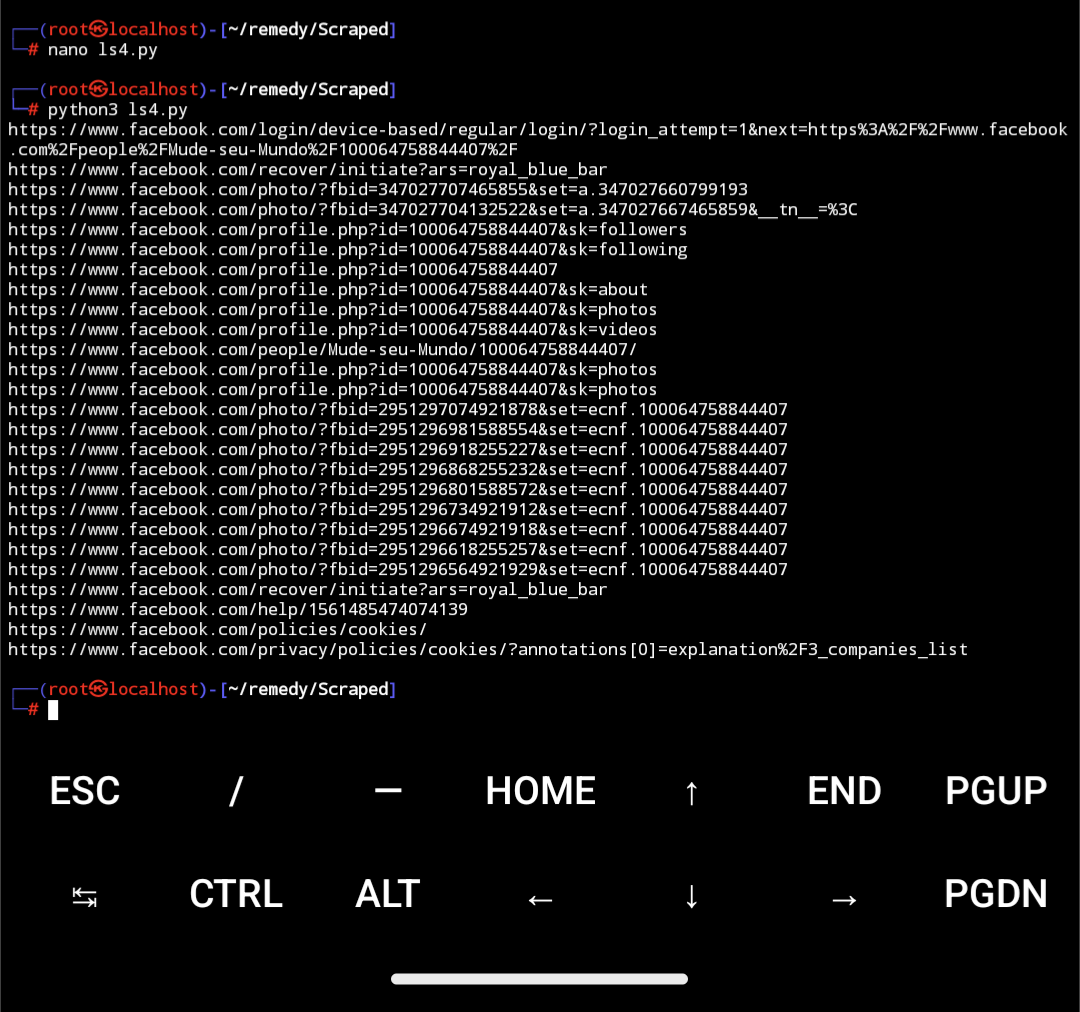 ┌──(root㉿localhost)-[~/remedy/Scraped]
└─# nano ls4.py
┌──(root㉿localhost)-[~/remedy/Scraped]
└─# python3 ls4.py
https://www.facebook.com/login/device-based/regular/login/?login_attempt=1&next=https%3A%2F%2Fwww.facebook
.com%2Fpeople%2FMude-seu-Mundo%2F100064758844407%2F
https://www.facebook.com/recover/initiate?ars=royal_blue_bar
https://www.facebook.com/photo/?fbid=347027707465855&set=a.347027660799193
https://www.facebook.com/photo/?fbid=347027704132522&set=a.347027667465859&__tn__=%3C
https://www.facebook.com/profile.php?id=100064758844407&sk=followers
https://www.facebook.com/profile.php?id=100064758844407&sk=following
https://www.facebook.com/profile.php?id=100064758844407
https://www.facebook.com/profile.php?id=100064758844407&sk=about
https://www.facebook.com/profile.php?id=100064758844407&sk=photos
https://www.facebook.com/profile.php?id=100064758844407&sk=videos
https://www.facebook.com/people/Mude-seu-Mundo/100064758844407/
https://www.facebook.com/profile.php?id=100064758844407&sk=photos
https://www.facebook.com/profile.php?id=100064758844407&sk=photos
https://www.facebook.com/photo/?fbid=2951297074921878&set=ecnf.100064758844407
https://www.facebook.com/photo/?fbid=2951296981588554&set=ecnf.100064758844407
https://www.facebook.com/photo/?fbid=2951296918255227&set=ecnf.100064758844407
https://www.facebook.com/photo/?fbid=2951296868255232&set=ecnf.100064758844407
https://www.facebook.com/photo/?fbid=2951296801588572&set=ecnf.100064758844407
https://www.facebook.com/photo/?fbid=2951296734921912&set=ecnf.100064758844407
https://www.facebook.com/photo/?fbid=2951296674921918&set=ecnf.100064758844407
https://www.facebook.com/photo/?fbid=2951296618255257&set=ecnf.100064758844407
https://www.facebook.com/photo/?fbid=2951296564921929&set=ecnf.100064758844407
https://www.facebook.com/recover/initiate?ars=royal_blue_bar
https://www.facebook.com/help/1561485474074139
https://www.facebook.com/policies/cookies/
https://www.facebook.com/privacy/policies/cookies/?annotations[0]=explanation%2F3_companies_list
┌──(root㉿localhost)-[~/remedy/Scraped]
└─#
ESC / — HOME ↑ END PGUP
↹ CTRL ALT ← ↓ → PGDN